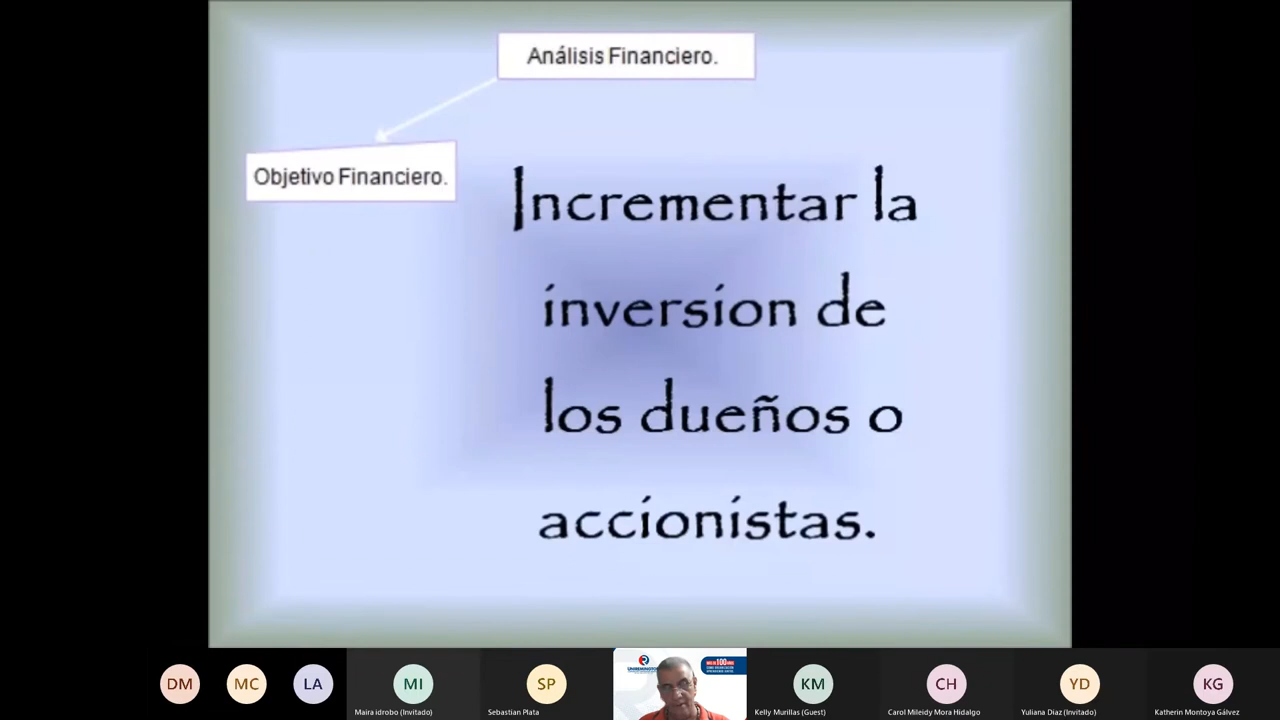 Análisis Financiero.
Objetivo Financiero.
Incrementar la
inversion de
los dueños o
accionistas.
DM
MC
LA
MI
SP
KM
CH
YD
KG
Maira idrobo (Invitado)
Sebastian Plata
Kelly Murillas (Guest)
Carol Mileidy Mora Hidalgo
Yuliana Diaz (Invitado)
Katherin Montoya Gálvez